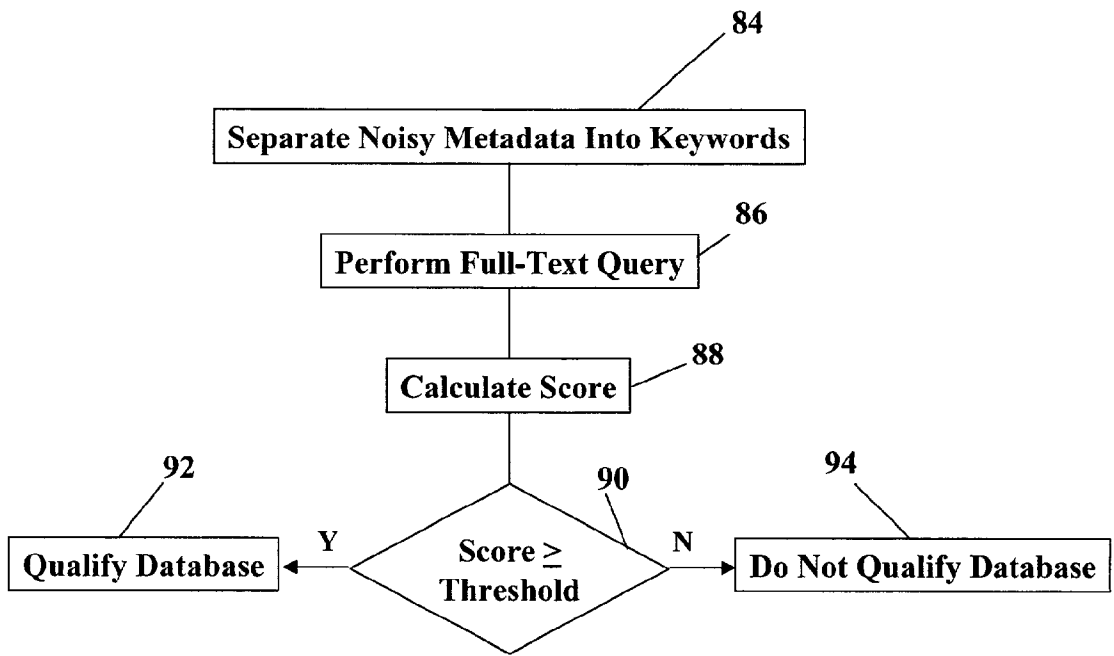 84
Separate Noisy Metadata Into Keywords
86
Perform Full-Text Query
88
Calculate Score
92
90
94
Y
N
Qualify Database
Score ≥
Threshold
Do Not Qualify Database